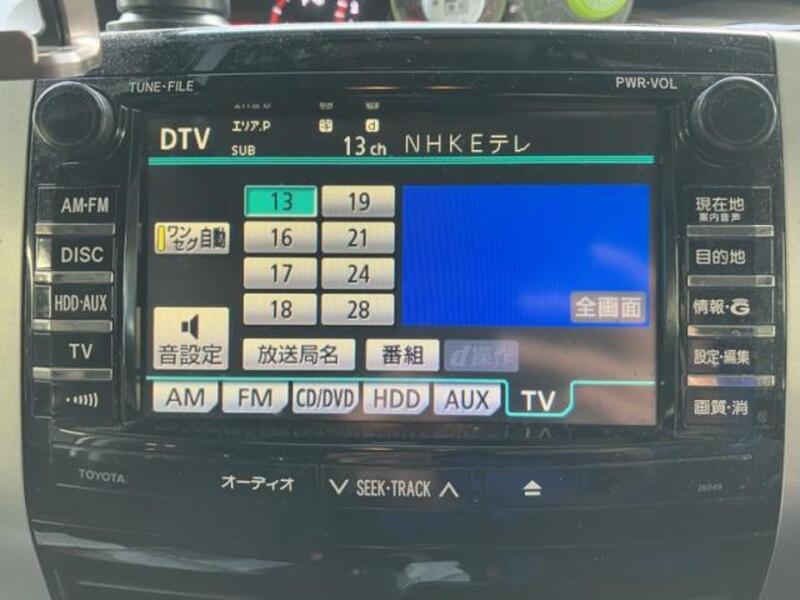 TUNE·FILE
PWR·VOL
DTV
エリア.P
字
d
SUB
13 ch
NHKEテレ
AM·FM
DISC
HDD·AUX
TV
13
19
16
21
17
24
18
28
ワン
セグ
自動
全画面
音設定
放送局名
番組
d操作
AM
FM
CD/DVD
HDD
AUX
TV
現在地
案内音声
目的地
情報·G
設定·編集
画質·消
TOYOTA
オーディオ
SEEK·TRACK
26049